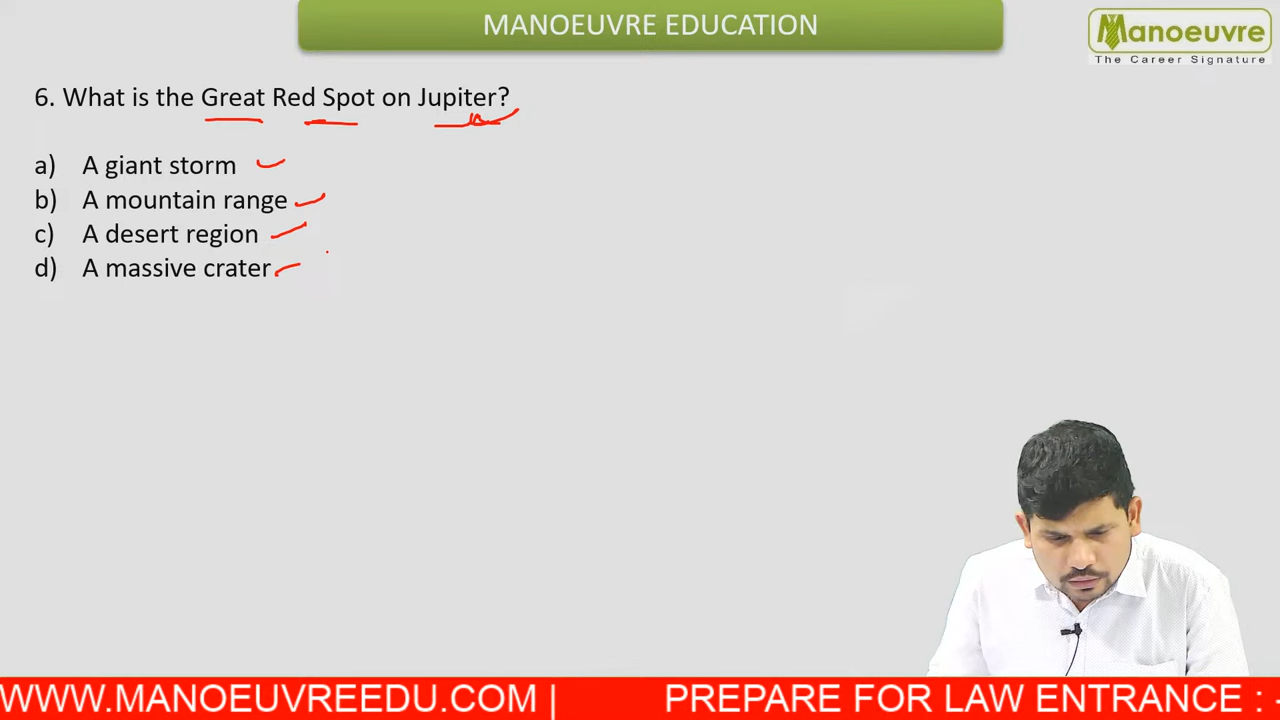 MANOEUVRE EDUCATION
Manoeuvre
The Career Signature
6. What is the Great Red Spot on Jupiter?
a) A giant storm
b) A mountain range
c) A desert region
d) A massive crater
WWW.MANOEUVREEDU.COM | PREPARE FOR LAW ENTRANCE :